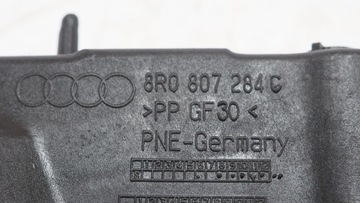 8R0 807 284 C
>PP GF30<
PNE-Germany